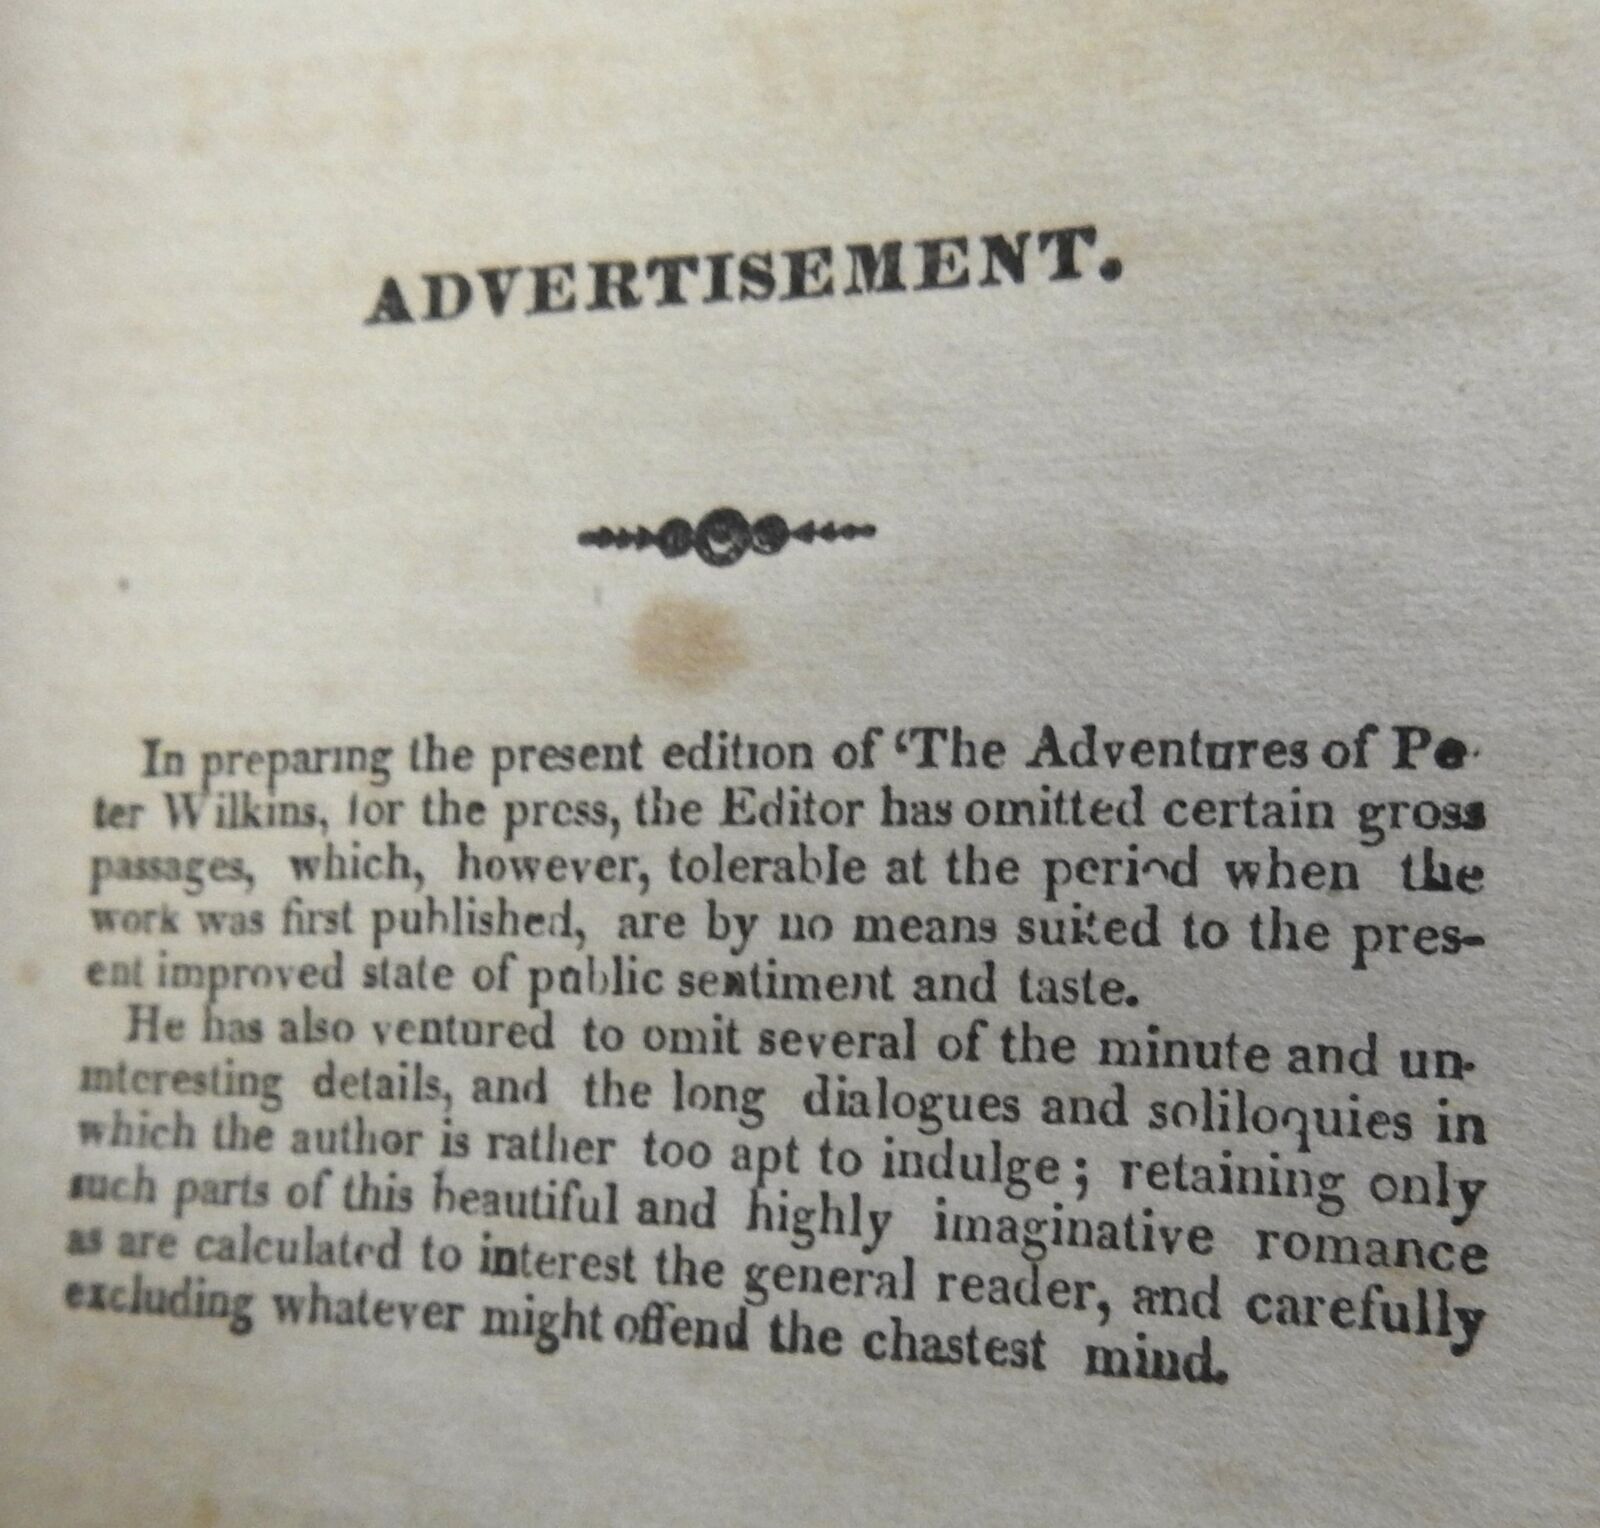 ADVERTISEMENT.
In preparing the present edition of ‘The Adventures of Pe-
ter Wilkins, for the press, the Editor has omitted certain gross
passages, which, however, tolerable at the period when the
work was first published, are by no means suited to the pres-
ent improved state of public sentiment and taste.
He has also ventured to omit several of the minute and un-
interesting details, and the long dialogues and soliloquies in
which the author is rather too apt to indulge; retaining only
such parts of this beautiful and highly imaginative romance
as are calculated to interest the general reader, and carefully
excluding whatever might offend the chastest mind.